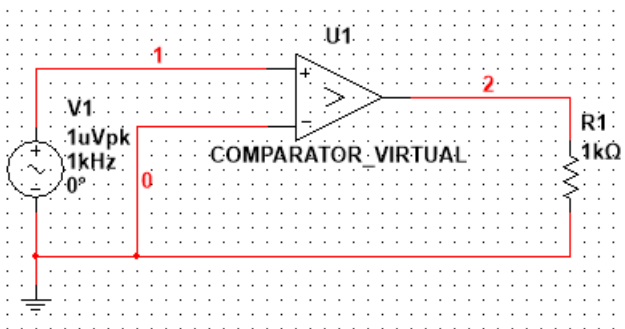 U1
1
+
>
−
2
V1
1uVpk
1kHz
0°
+
~
−
0
COMPARATOR_VIRTUAL
R1
1kΩ